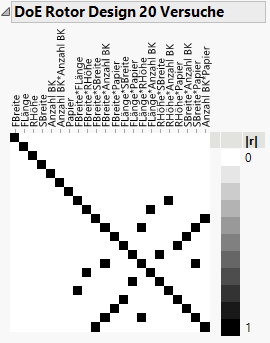 DoE Rotor Design 20 Versuche
FBreite
FLänge
RHöhe
SBreite
Anzahl BK
Anzahl BK*Anzahl BK
Papier
FBreite*FLänge
FBreite*RHöhe
FBreite*SBreite
FBreite*Anzahl BK
FBreite*Papier
FLänge*SBreite
FLänge*Papier
FLänge*RHöhe
FLänge*Anzahl BK
RHöhe*SBreite
RHöhe*Anzahl BK
RHöhe*Papier
SBreite*Anzahl BK
SBreite*Papier
Anzahl BK*Papier
|r|
0
1